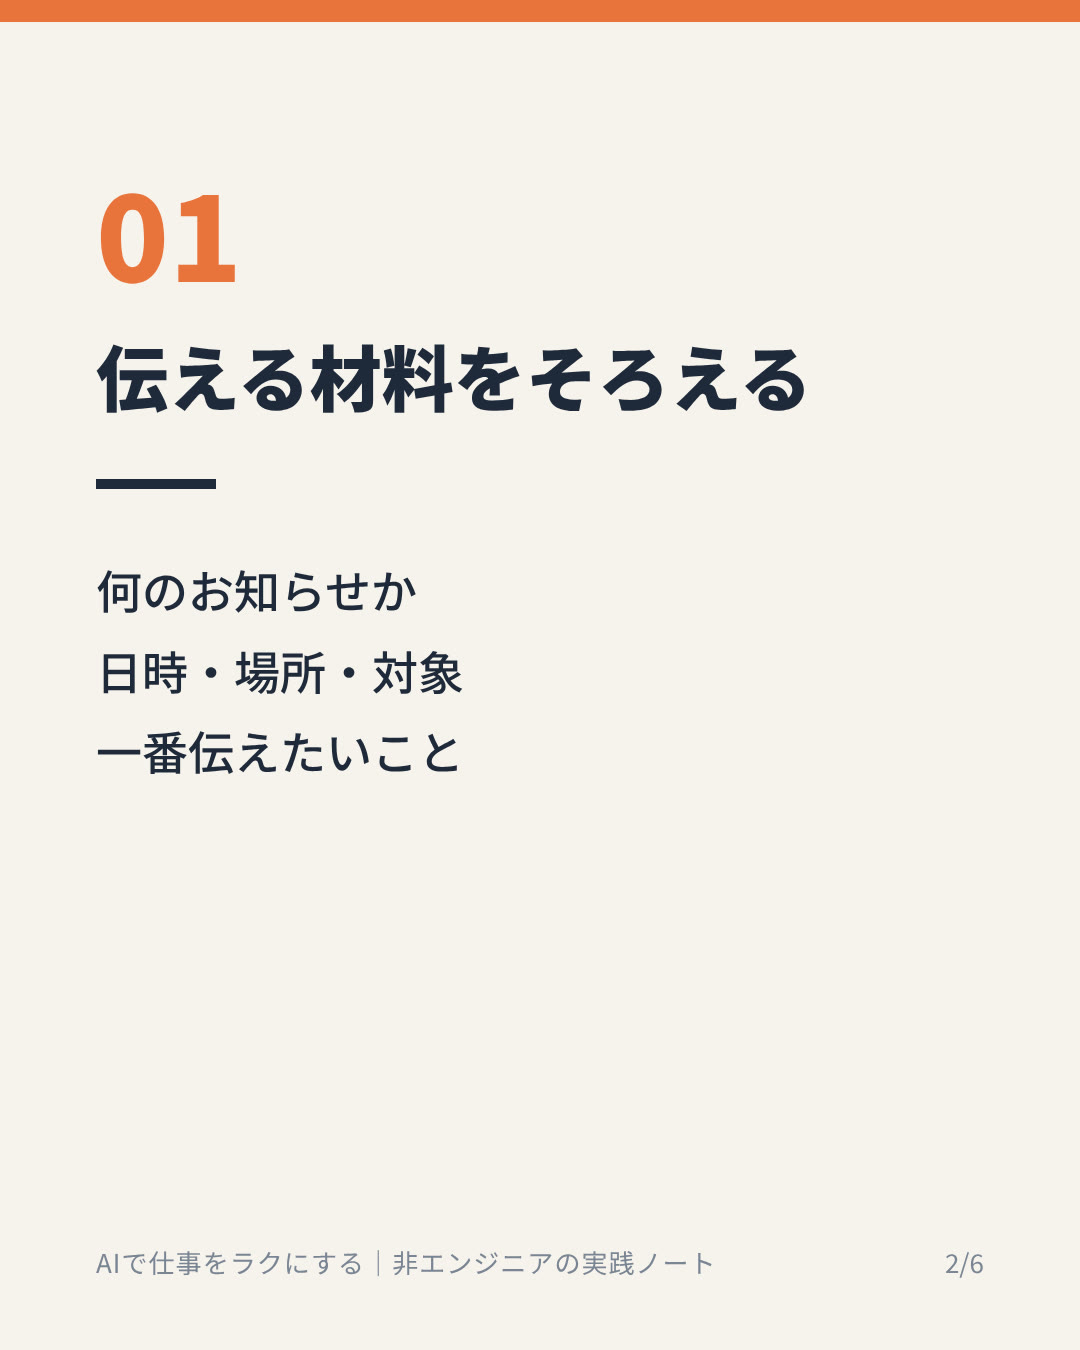 01
伝える材料をそろえる
何のお知らせか
日時・場所・対象
一番伝えたいこと
AIで仕事をラクにする｜非エンジニアの実践ノート
2/6